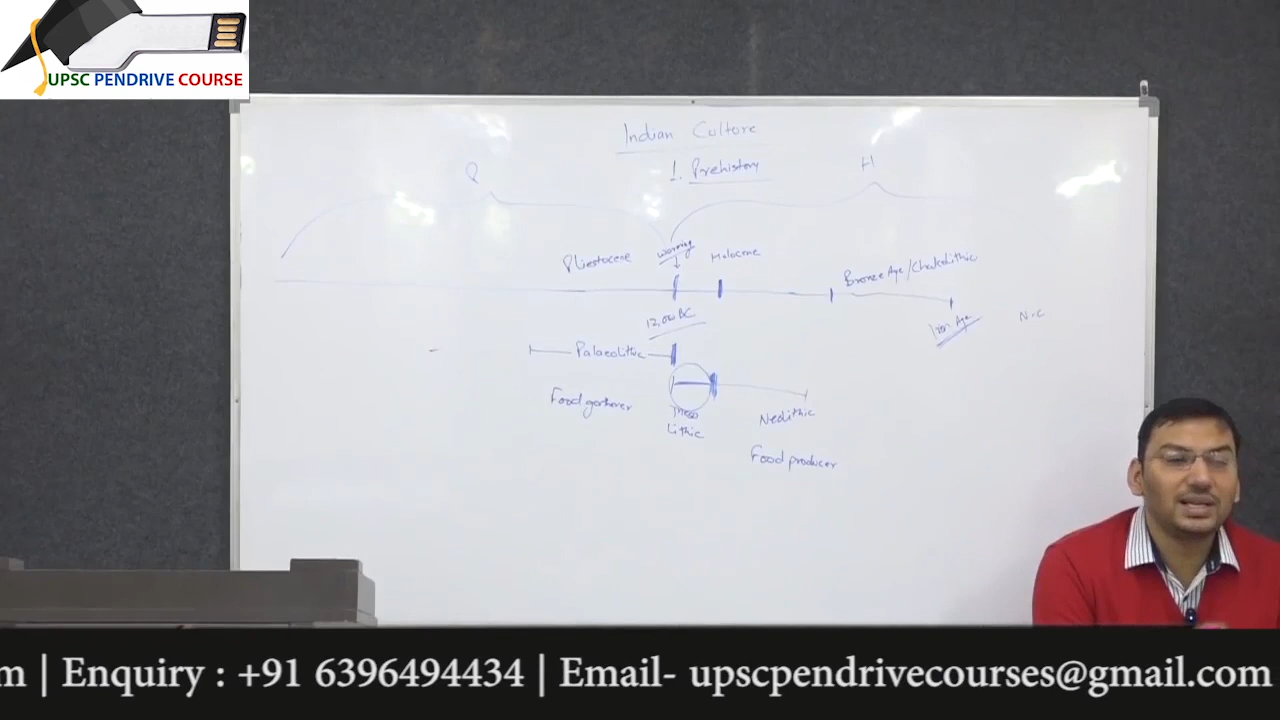 UPSC PENDRIVE COURSE
Indian Culture
1. Prehistory
P
H
Pliestocene
warming
Holocene
Bronze Age/Chalcolithic
12,000 BC
Iron Age
N.C
Palaeolithic
Food gatherer
Meso
Lithic
Neolithic
Food producer
m | Enquiry : +91 6396494434 | Email- upscpendrivecourses@gmail.com